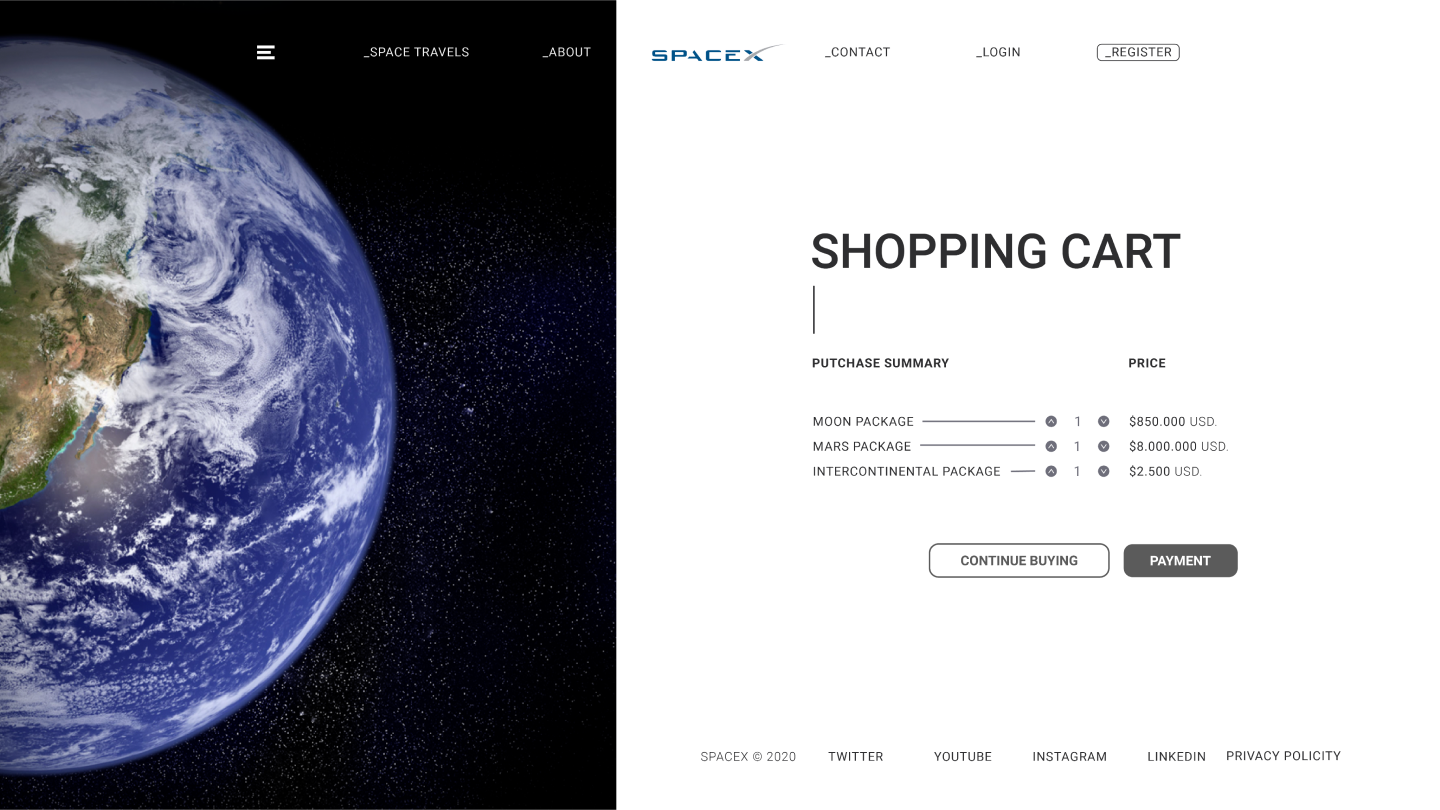 _SPACE TRAVELS _ABOUT SPACEX _CONTACT _LOGIN _REGISTER
SHOPPING CART
PUTCHASE SUMMARY PRICE
MOON PACKAGE 1 $850.000 USD.
MARS PACKAGE 1 $8.000.000 USD.
INTERCONTINENTAL PACKAGE 1 $2.500 USD.
CONTINUE BUYING PAYMENT
SPACEX © 2020 TWITTER YOUTUBE INSTAGRAM LINKEDIN PRIVACY POLICITY